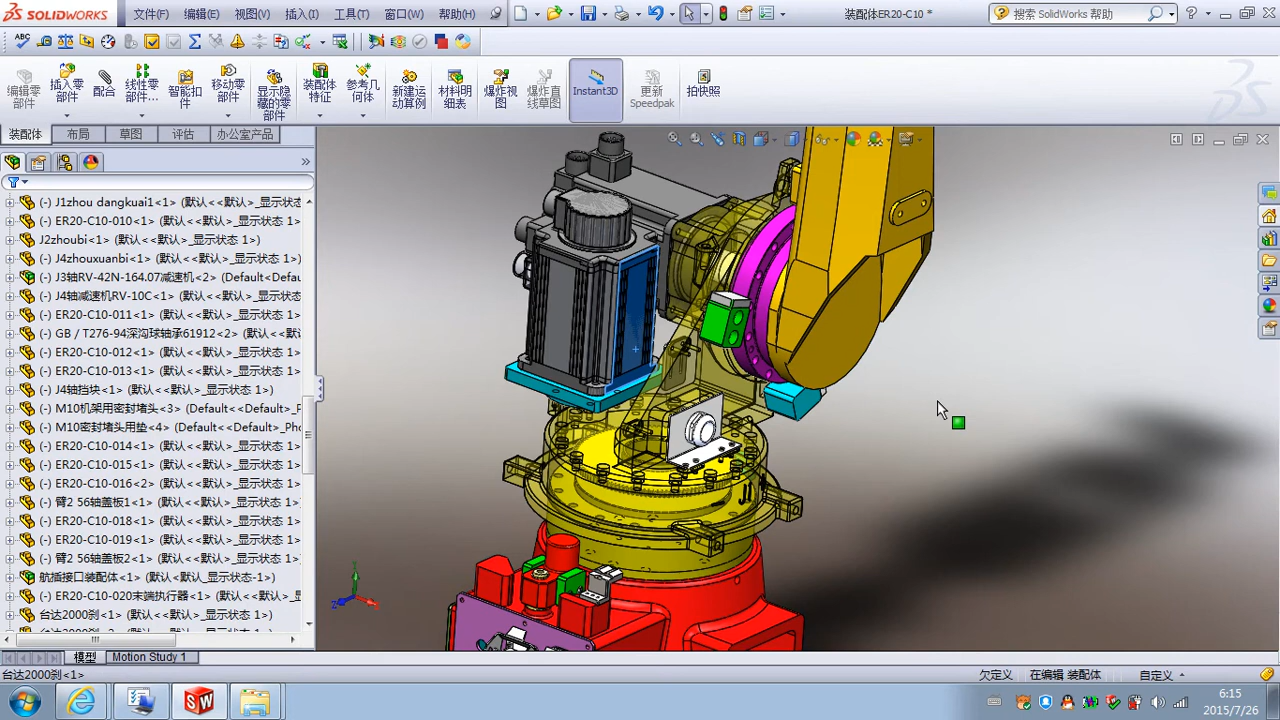 SOLIDWORKS 文件(F) 编辑(E) 视图(V) 插入(I) 工具(T) 窗口(W) 帮助(H) 装配体ER20-C10 * 搜索 SolidWorks 帮助
编辑零部件 插入零部件 配合 线性零部件... 智能扣件 移动零部件 显示隐藏的零部件 装配体特征 参考几何体 新建运动算例 材料明细表 爆炸视图 爆炸直线草图 Instant3D 更新 Speedpak 拍快照
装配体 布局 草图 评估 办公室产品
(-) J1zhou dangkuai1<1> (默认<<默认>_显示状态
(-) ER20-C10-010<1> (默认<<默认>_显示状态 1>
J2zhoubi<1> (默认<<默认>_显示状态 1>)
(-) J4zhouxuanbi<1> (默认<<默认>_显示状态 1>
(-) J3轴RV-42N-164.07减速机<2> (Default<Defau
(-) J4轴减速机RV-10C<1> (默认<<默认>_显示状
(-) ER20-C10-011<1> (默认<<默认>_显示状态 1>
(-) GB / T276-94深沟球轴承61912<2> (默认<<默
(-) ER20-C10-012<1> (默认<<默认>_显示状态 1>
(-) ER20-C10-013<1> (默认<<默认>_显示状态 1>
(-) J4轴挡块<1> (默认<<默认>_显示状态 1>)
(-) M10机架用密封堵头<3> (Default<<Default>_P
(-) M10密封堵头用垫<4> (Default<<Default>_Pho
(-) ER20-C10-014<1> (默认<<默认>_显示状态 1>
(-) ER20-C10-015<1> (默认<<默认>_显示状态 1>
(-) ER20-C10-016<2> (默认<<默认>_显示状态 1>
(-) 臂2 56轴盖板1<1> (默认<<默认>_显示状态 1>
(-) ER20-C10-018<1> (默认<<默认>_显示状态 1>
(-) ER20-C10-019<1> (默认<<默认>_显示状态 1>
(-) 臂2 56轴盖板2<1> (默认<<默认>_显示状态 1>
航插接口装配体<1> (默认<默认>_显示状态-1>)
(-) ER20-C10-020末端执行器<1> (默认<<默认>_显
台达2000刹<1> (默认<<默认>_显示状态 1>)
J1
模型 Motion Study 1
台达2000刹<1> 欠定义 在编辑 装配体 自定义
6:15
2015/7/26